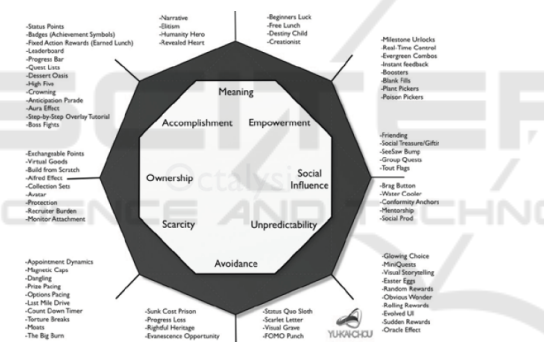 -Narrative
-Elitism
-Humanity Hero
-Revealed Heart
-Beginners Luck
-Free Lunch
-Destiny Child
-Creationist
-Status Points
-Badges (Achievement Symbols)
-Fixed Action Rewards (Earned Lunch)
-Leaderboard
-Progress Bar
-Quest Lists
-Dessert Oasis
-High Five
-Crowning
-Anticipation Parade
-Aura Effect
-Step-by-Step Overlay Tutorial
-Boss Fights
-Milestone Unlocks
-Real-Time Control
-Evergreen Combos
-Instant feedback
-Boosters
-Blank Fills
-Plant Pickers
-Poison Pickers
Meaning
Accomplishment
Empowerment
Ownership
Octalysis
Social
Influence
Scarcity
Unpredictability
Avoidance
-Exchangeable Points
-Virtual Goods
-Build from Scratch
-Alfred Effect
-Collection Sets
-Avatar
-Protection
-Recruiter Burden
-Monitor Attachment
-Friending
-Social Treasure/Giftir
-SeeSaw Bump
-Group Quests
-Tout Flags
-Brag Button
-Water Cooler
-Conformity Anchors
-Mentorship
-Social Prod
-Appointment Dynamics
-Magnetic Caps
-Dangling
-Prize Pacing
-Options Pacing
-Last Mile Drive
-Count Down Timer
-Torture Breaks
-Moats
-The Big Burn
-Sunk Cost Prison
-Progress Loss
-Rightful Heritage
-Evanescence Opportunity
-Status Quo Sloth
-Scarlet Letter
-Visual Grave
-FOMO Punch
YU-KAI CHOU
-Glowing Choice
-MiniQuests
-Visual Storytelling
-Easter Eggs
-Random Rewards
-Obvious Wonder
-Rolling Rewards
-Evolved UI
-Sudden Rewards
-Oracle Effect